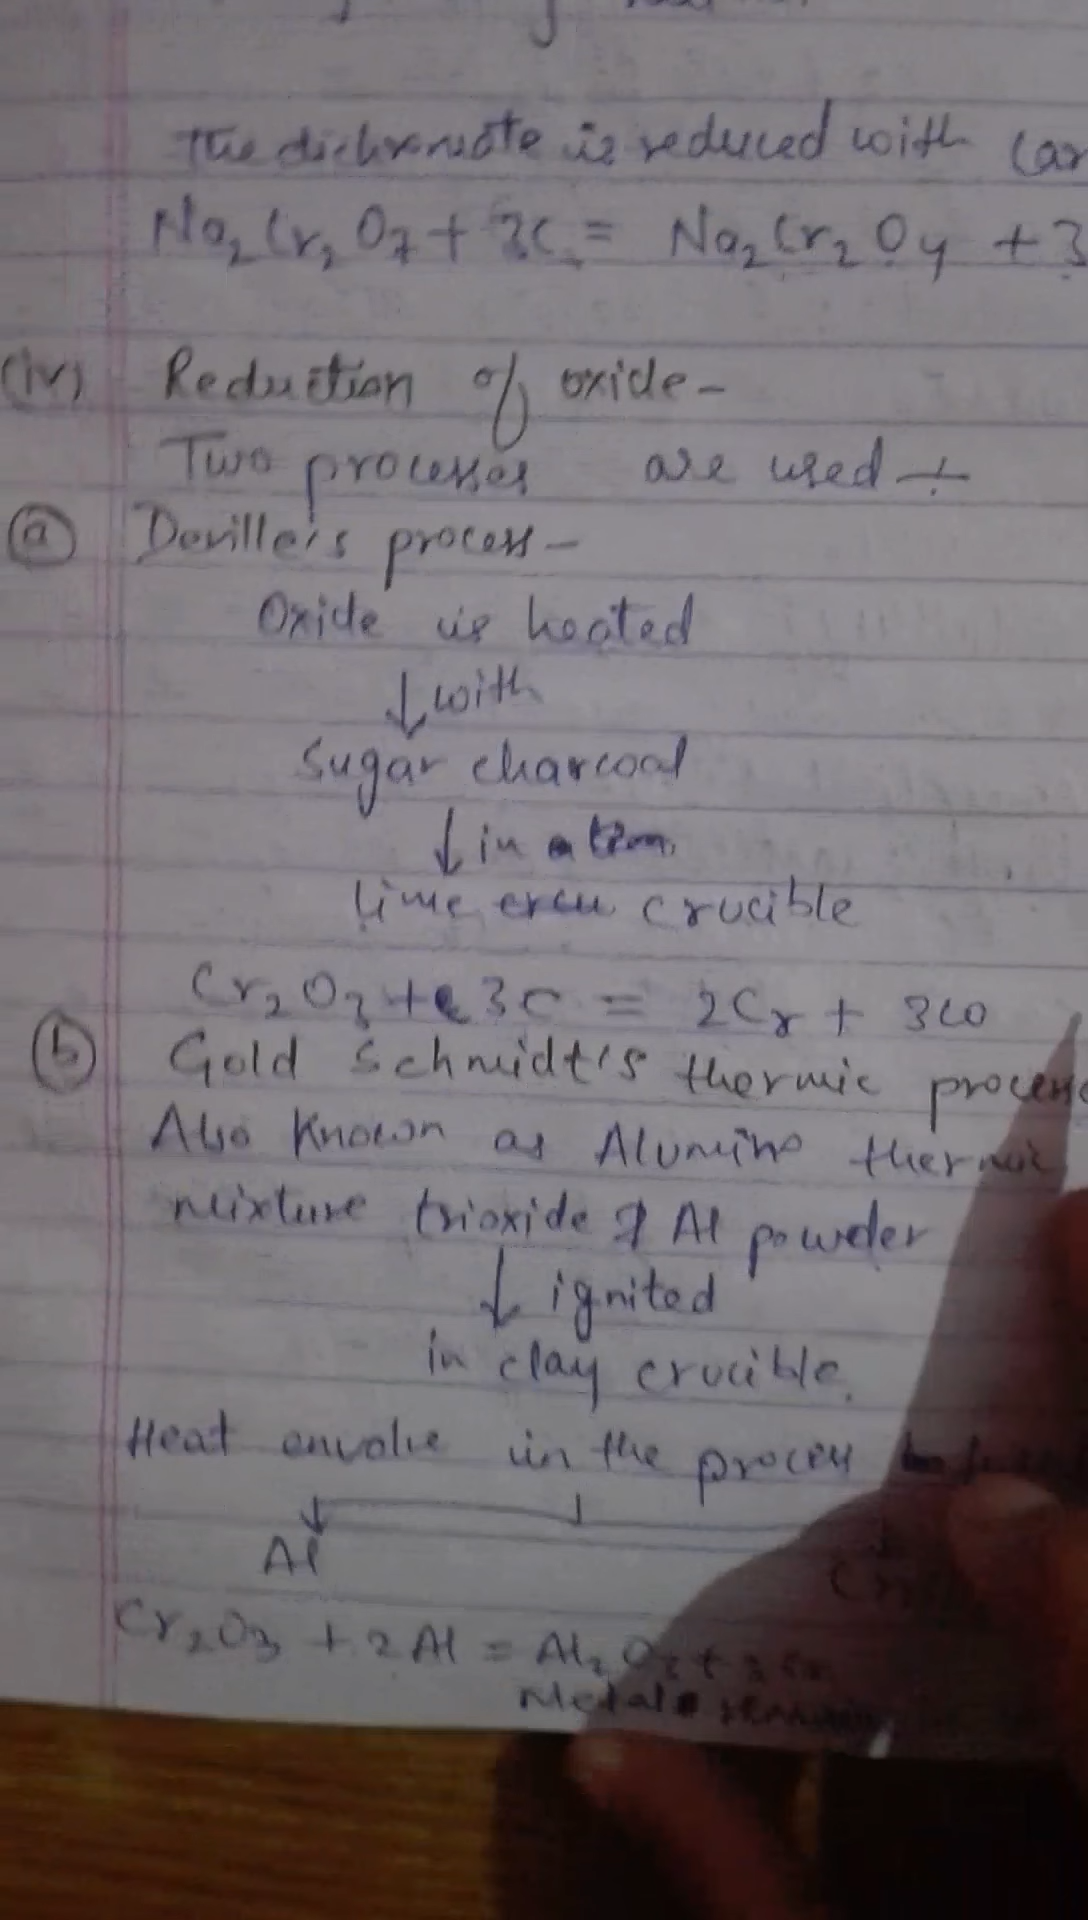 The dichromate is reduced with
Na2Cr2O7 + 3C = Na2Cr2O4 + 3
(iv) Reduction of oxide -
Two processes are used ÷
(a) Deville's process -
Oxide is heated
↓ with
Sugar charcoal
↓ in
lime crucible
Cr2O3 + 3C = 2Cr + 3CO
(b) Gold Schmidt's thermic process
Also Known as Alumino thermic
mixture trioxide & Al powder
↓ ignited
in clay crucible.
Heat envolve in the process
Al
Cr2O3 + 2Al = Al2O3 + 2Cr
Metal